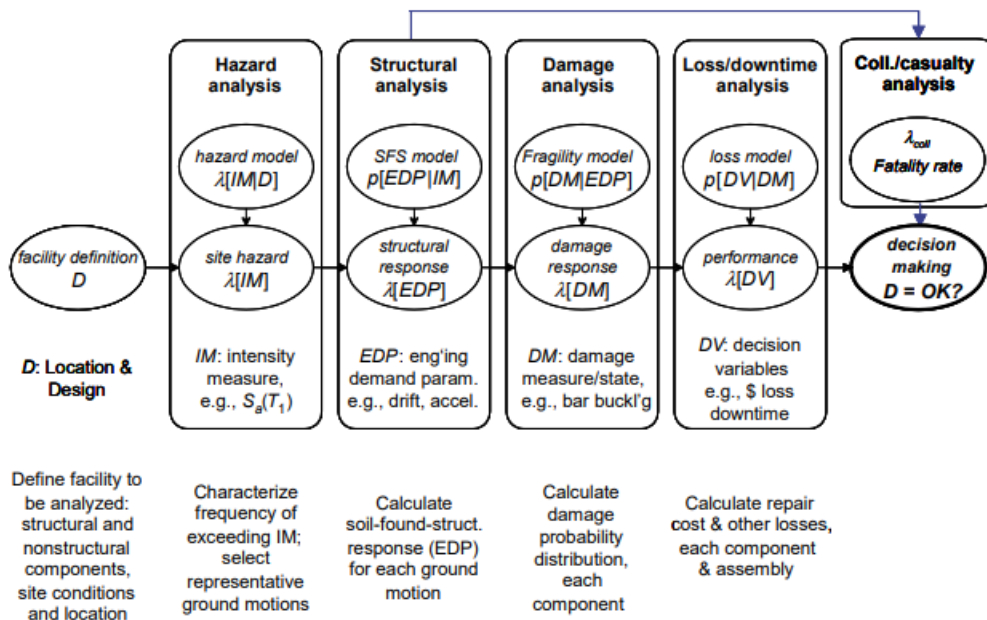 Hazard
analysis
hazard model
λ[IM|D]
site hazard
λ[IM]
IM: intensity
measure,
e.g., Sa(T1)
Structural
analysis
SFS model
p[EDP|IM]
structural
response
λ[EDP]
EDP: eng'ing
demand param.
e.g., drift, accel.
Damage
analysis
Fragility model
p[DM|EDP]
damage
response
λ[DM]
DM: damage
measure/state,
e.g., bar buckl'g
Loss/downtime
analysis
loss model
p[DV|DM]
performance
λ[DV]
DV: decision
variables
e.g., $ loss
downtime
Coll./casualty
analysis
λcoll
Fatality rate
decision
making
D = OK?
facility definition
D
D: Location &
Design
Define facility to
be analyzed:
structural and
nonstructural
components,
site conditions
and location
Characterize
frequency of
exceeding IM;
select
representative
ground motions
Calculate
soil-found-struct.
response (EDP)
for each ground
motion
Calculate
damage
probability
distribution,
each
component
Calculate repair
cost & other losses,
each component
& assembly